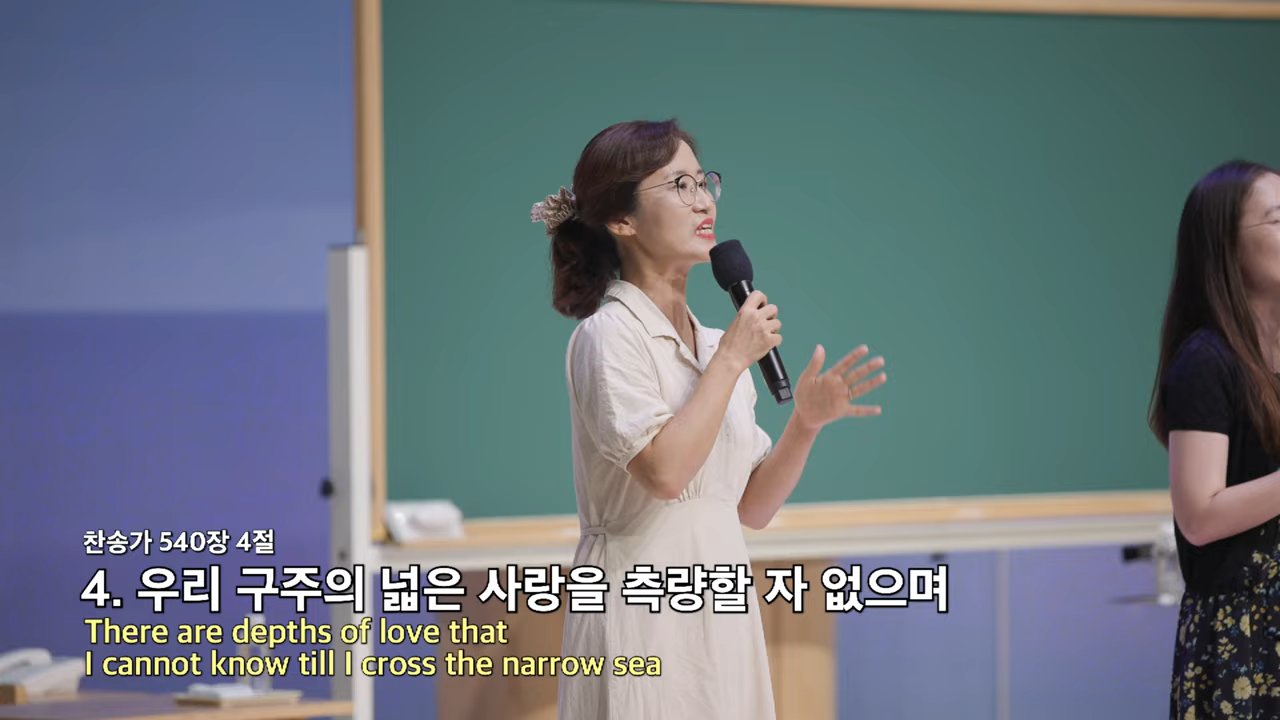 찬송가 540장 4절
4. 우리 구주의 넓은 사랑을 측량할 자 없으며
There are depths of love that
I cannot know till I cross the narrow sea